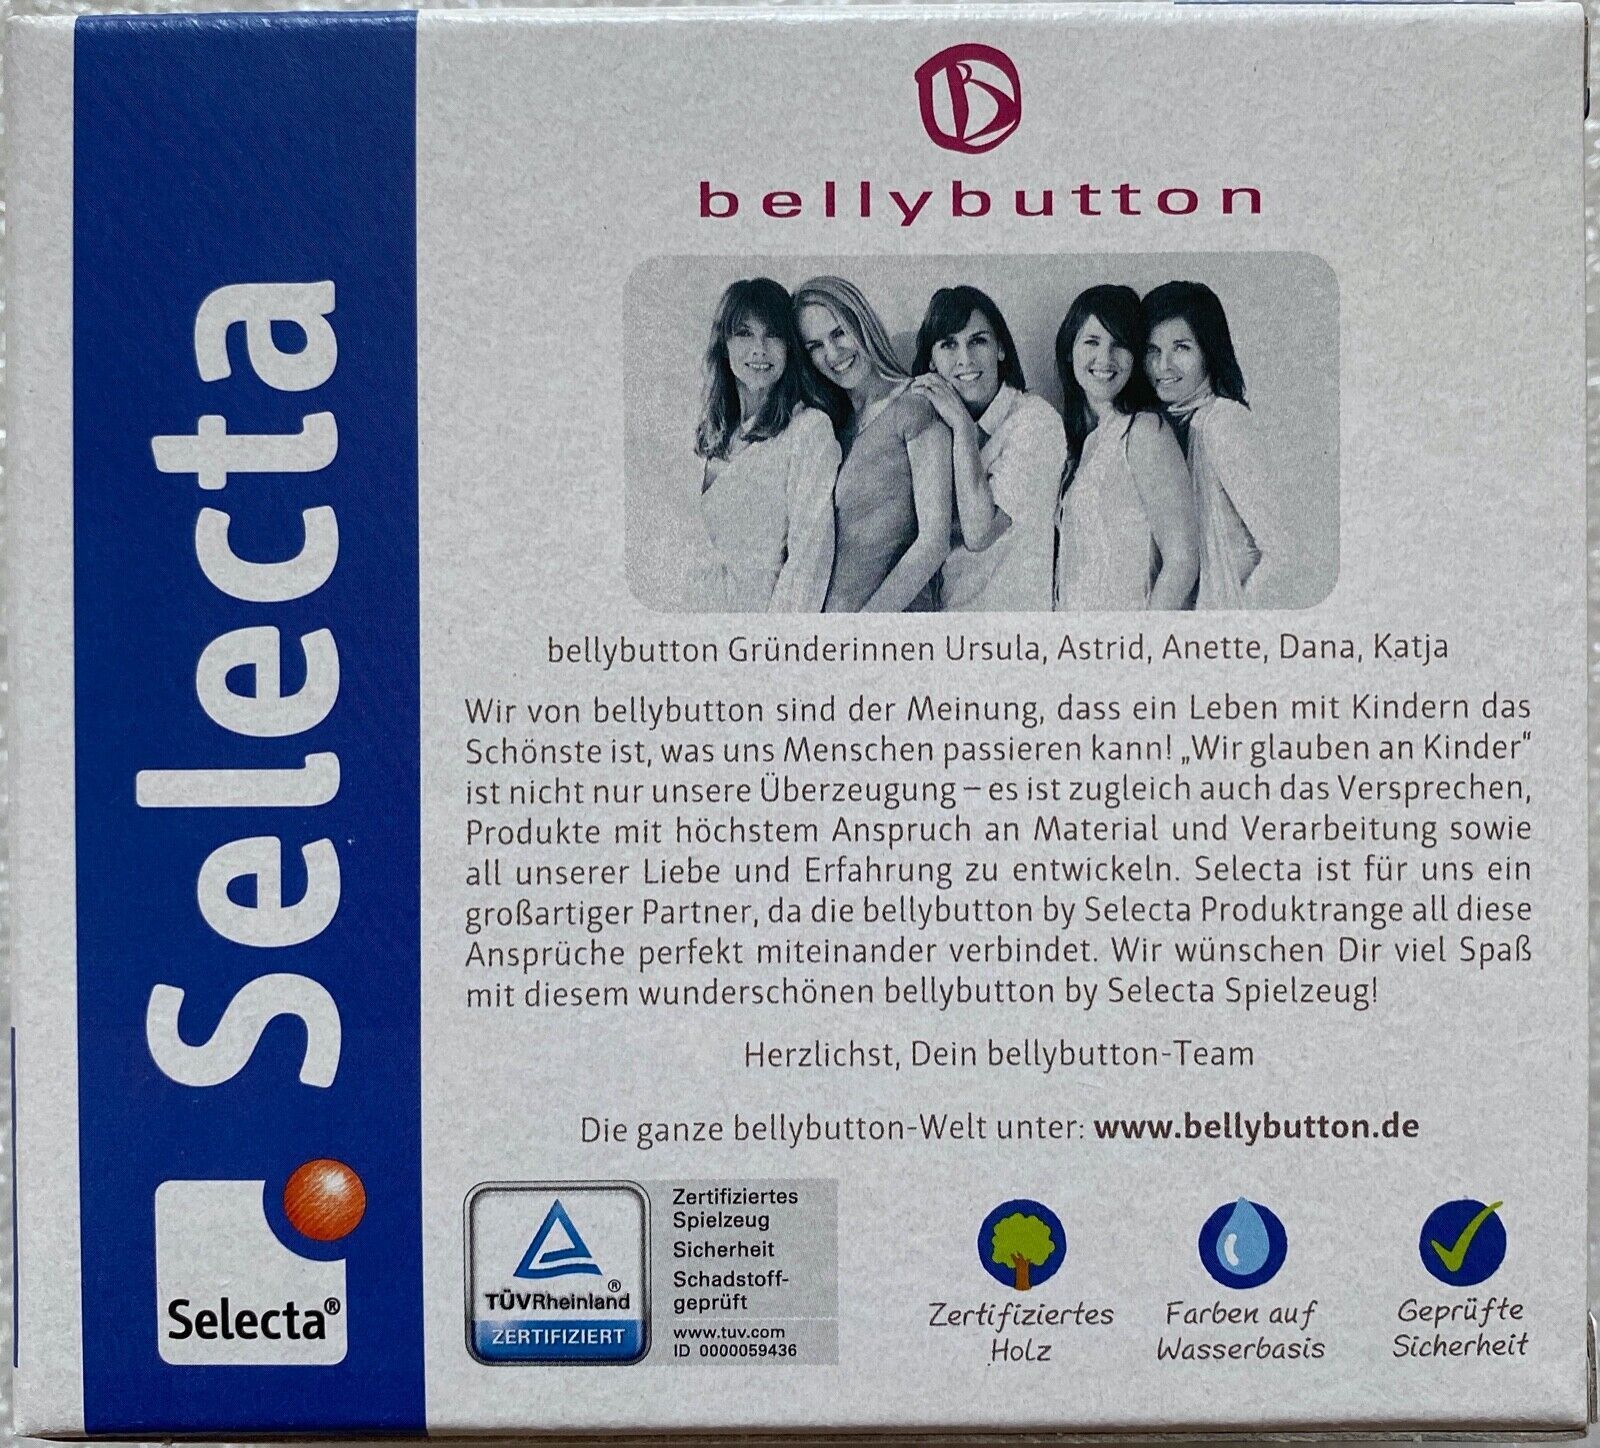 Selecta
Selecta®
B
bellybutton
bellybutton Gründerinnen Ursula, Astrid, Anette, Dana, Katja
Wir von bellybutton sind der Meinung, dass ein Leben mit Kindern das
Schönste ist, was uns Menschen passieren kann! „Wir glauben an Kinder"
ist nicht nur unsere Überzeugung – es ist zugleich auch das Versprechen,
Produkte mit höchstem Anspruch an Material und Verarbeitung sowie
all unserer Liebe und Erfahrung zu entwickeln. Selecta ist für uns ein
großartiger Partner, da die bellybutton by Selecta Produktrange all diese
Ansprüche perfekt miteinander verbindet. Wir wünschen Dir viel Spaß
mit diesem wunderschönen bellybutton by Selecta Spielzeug!
Herzlichst, Dein bellybutton-Team
Die ganze bellybutton-Welt unter: www.bellybutton.de
TÜVRheinland®
ZERTIFIZIERT
Zertifiziertes
Spielzeug
Sicherheit
Schadstoff-
geprüft
www.tuv.com
ID 0000059436
Zertifiziertes
Holz
Farben auf
Wasserbasis
Geprüfte
Sicherheit